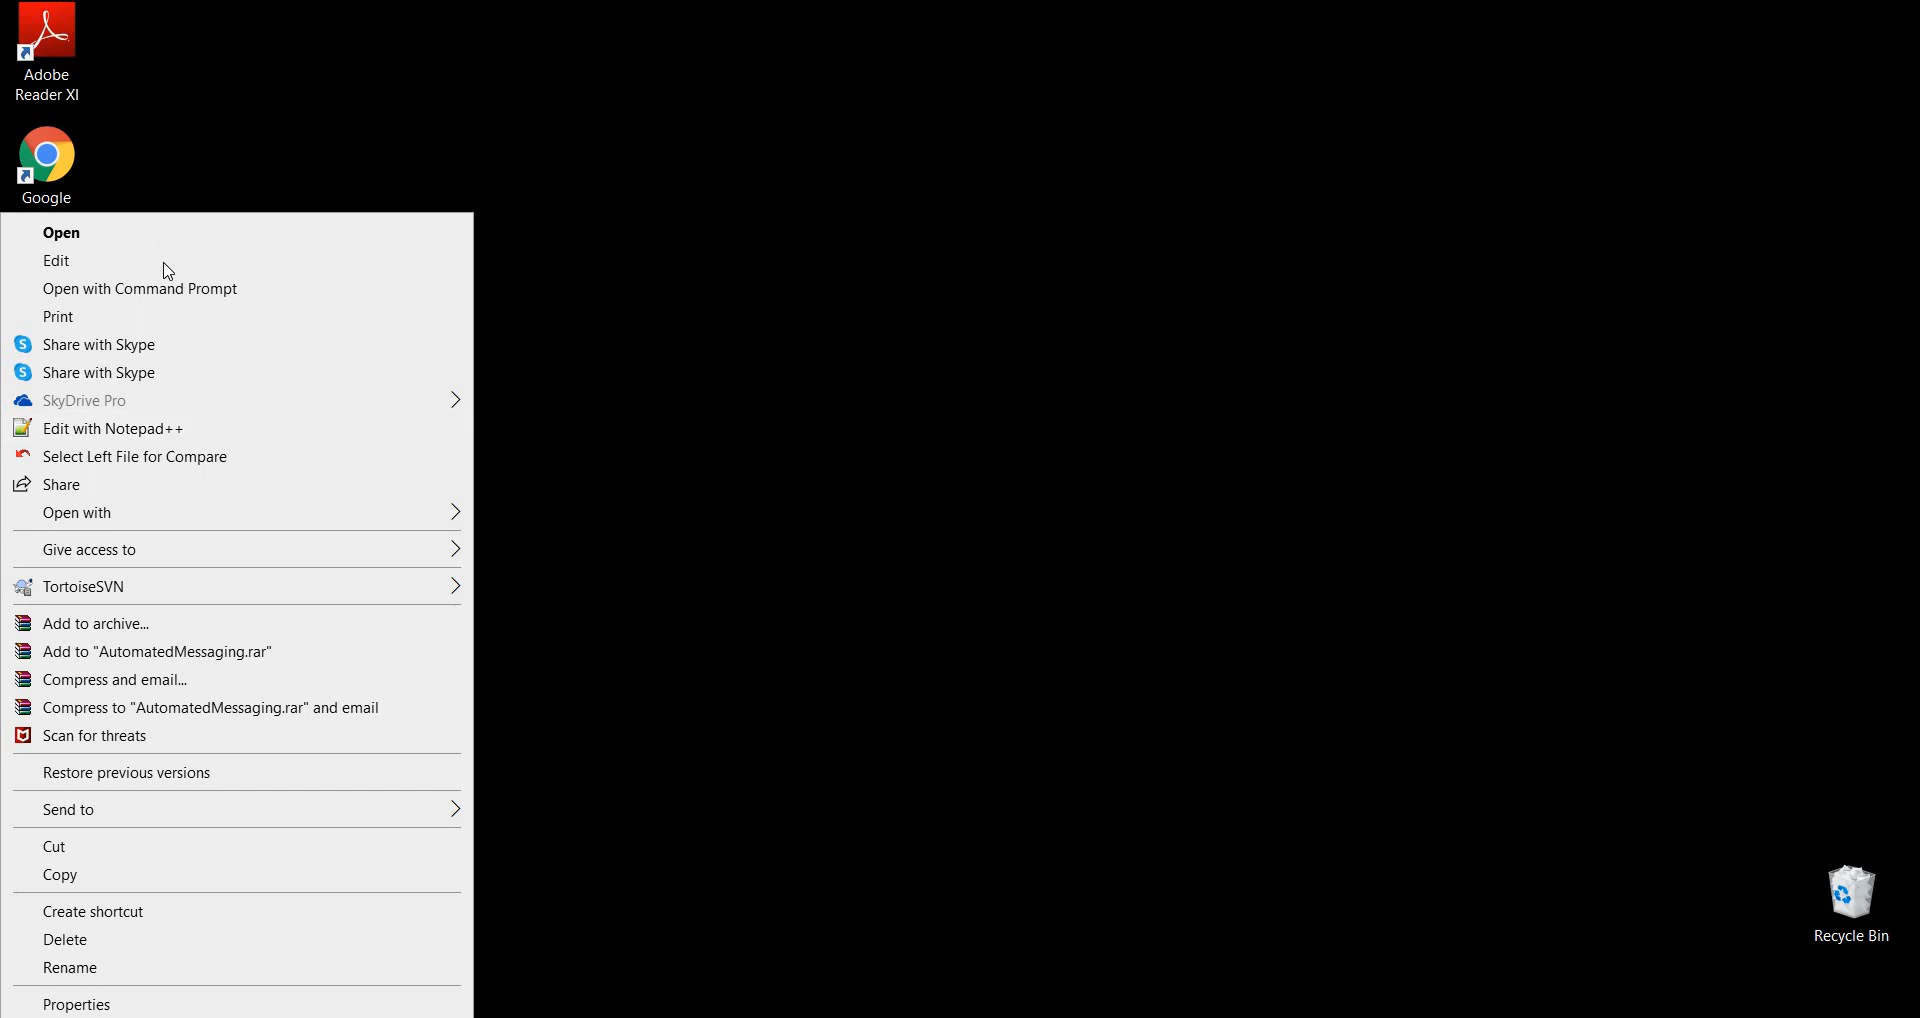 Adobe
Reader XI
Google
Open
Edit
Open with Command Prompt
Print
Share with Skype
Share with Skype
SkyDrive Pro
Edit with Notepad++
Select Left File for Compare
Share
Open with
Give access to
TortoiseSVN
Add to archive...
Add to "AutomatedMessaging.rar"
Compress and email...
Compress to "AutomatedMessaging.rar" and email
Scan for threats
Restore previous versions
Send to
Cut
Copy
Create shortcut
Delete
Rename
Properties
Recycle Bin